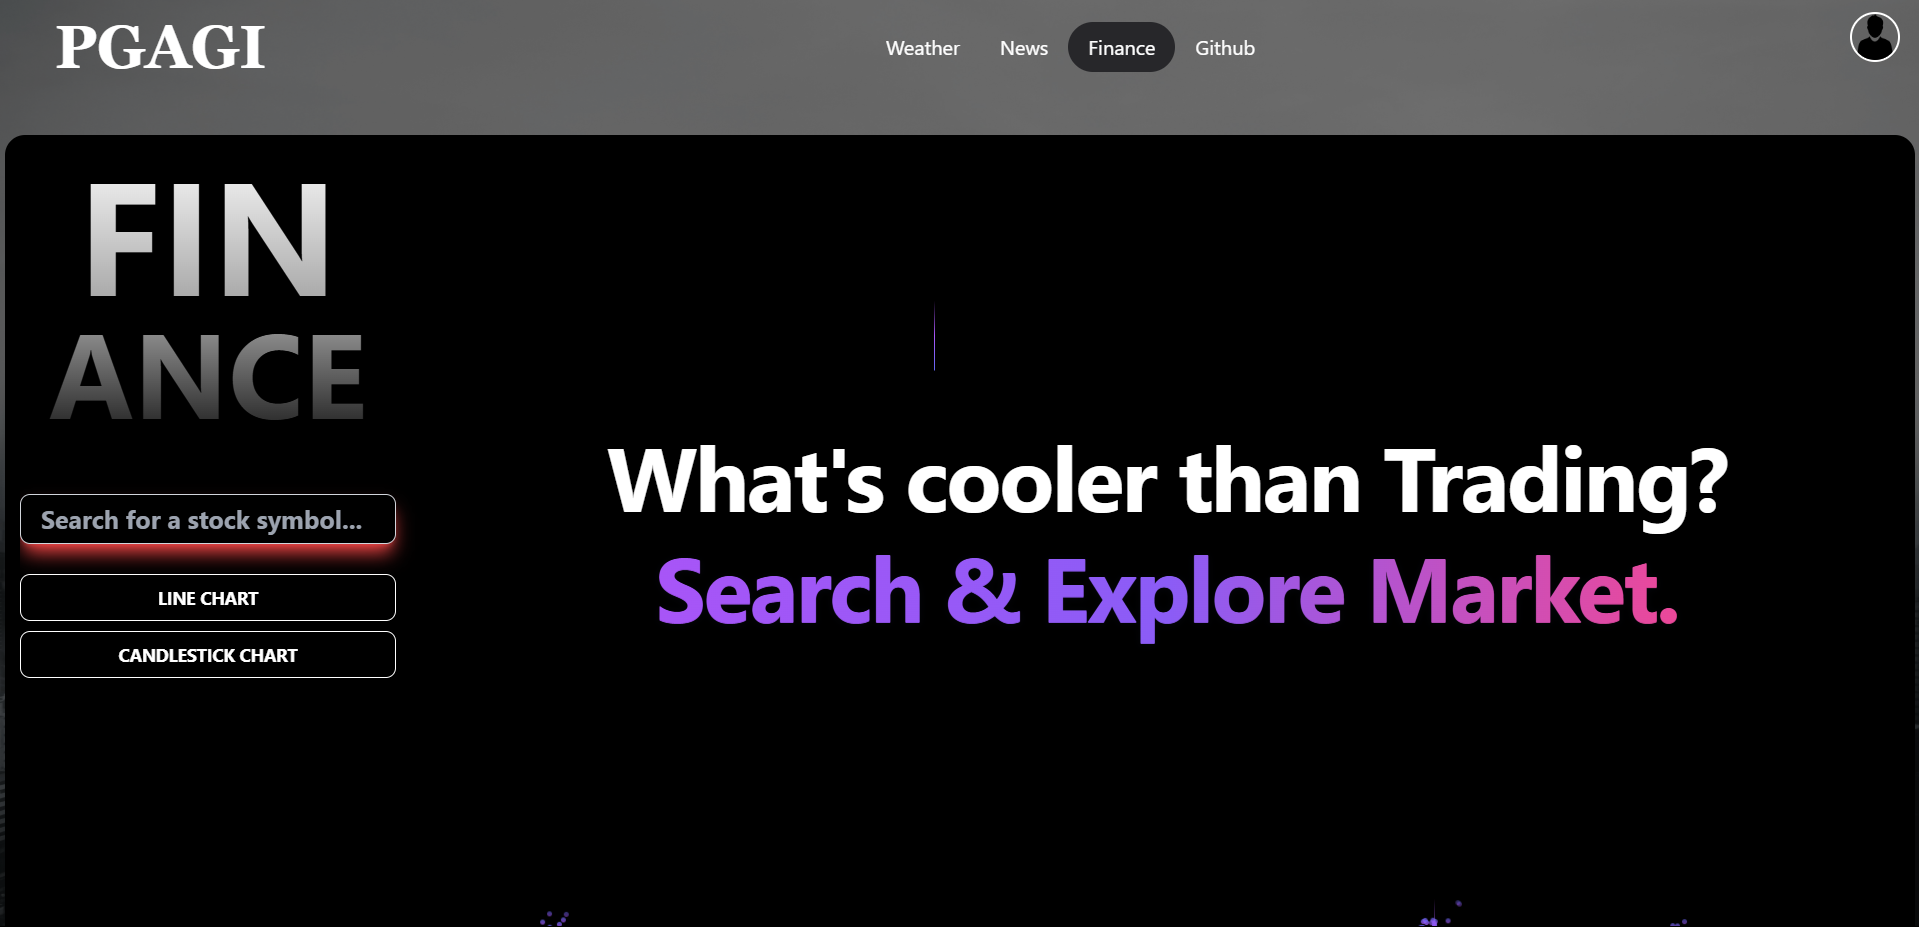 PGAGI
Weather
News
Finance
Github
FIN
ANCE
Search for a stock symbol...
LINE CHART
CANDLESTICK CHART
What's cooler than Trading?
Search & Explore Market.